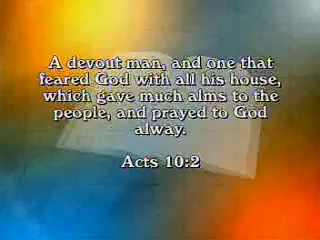 A devout man, and one that
feared God with all his house,
which gave much alms to the
people, and prayed to God
alway.
Acts 10:2